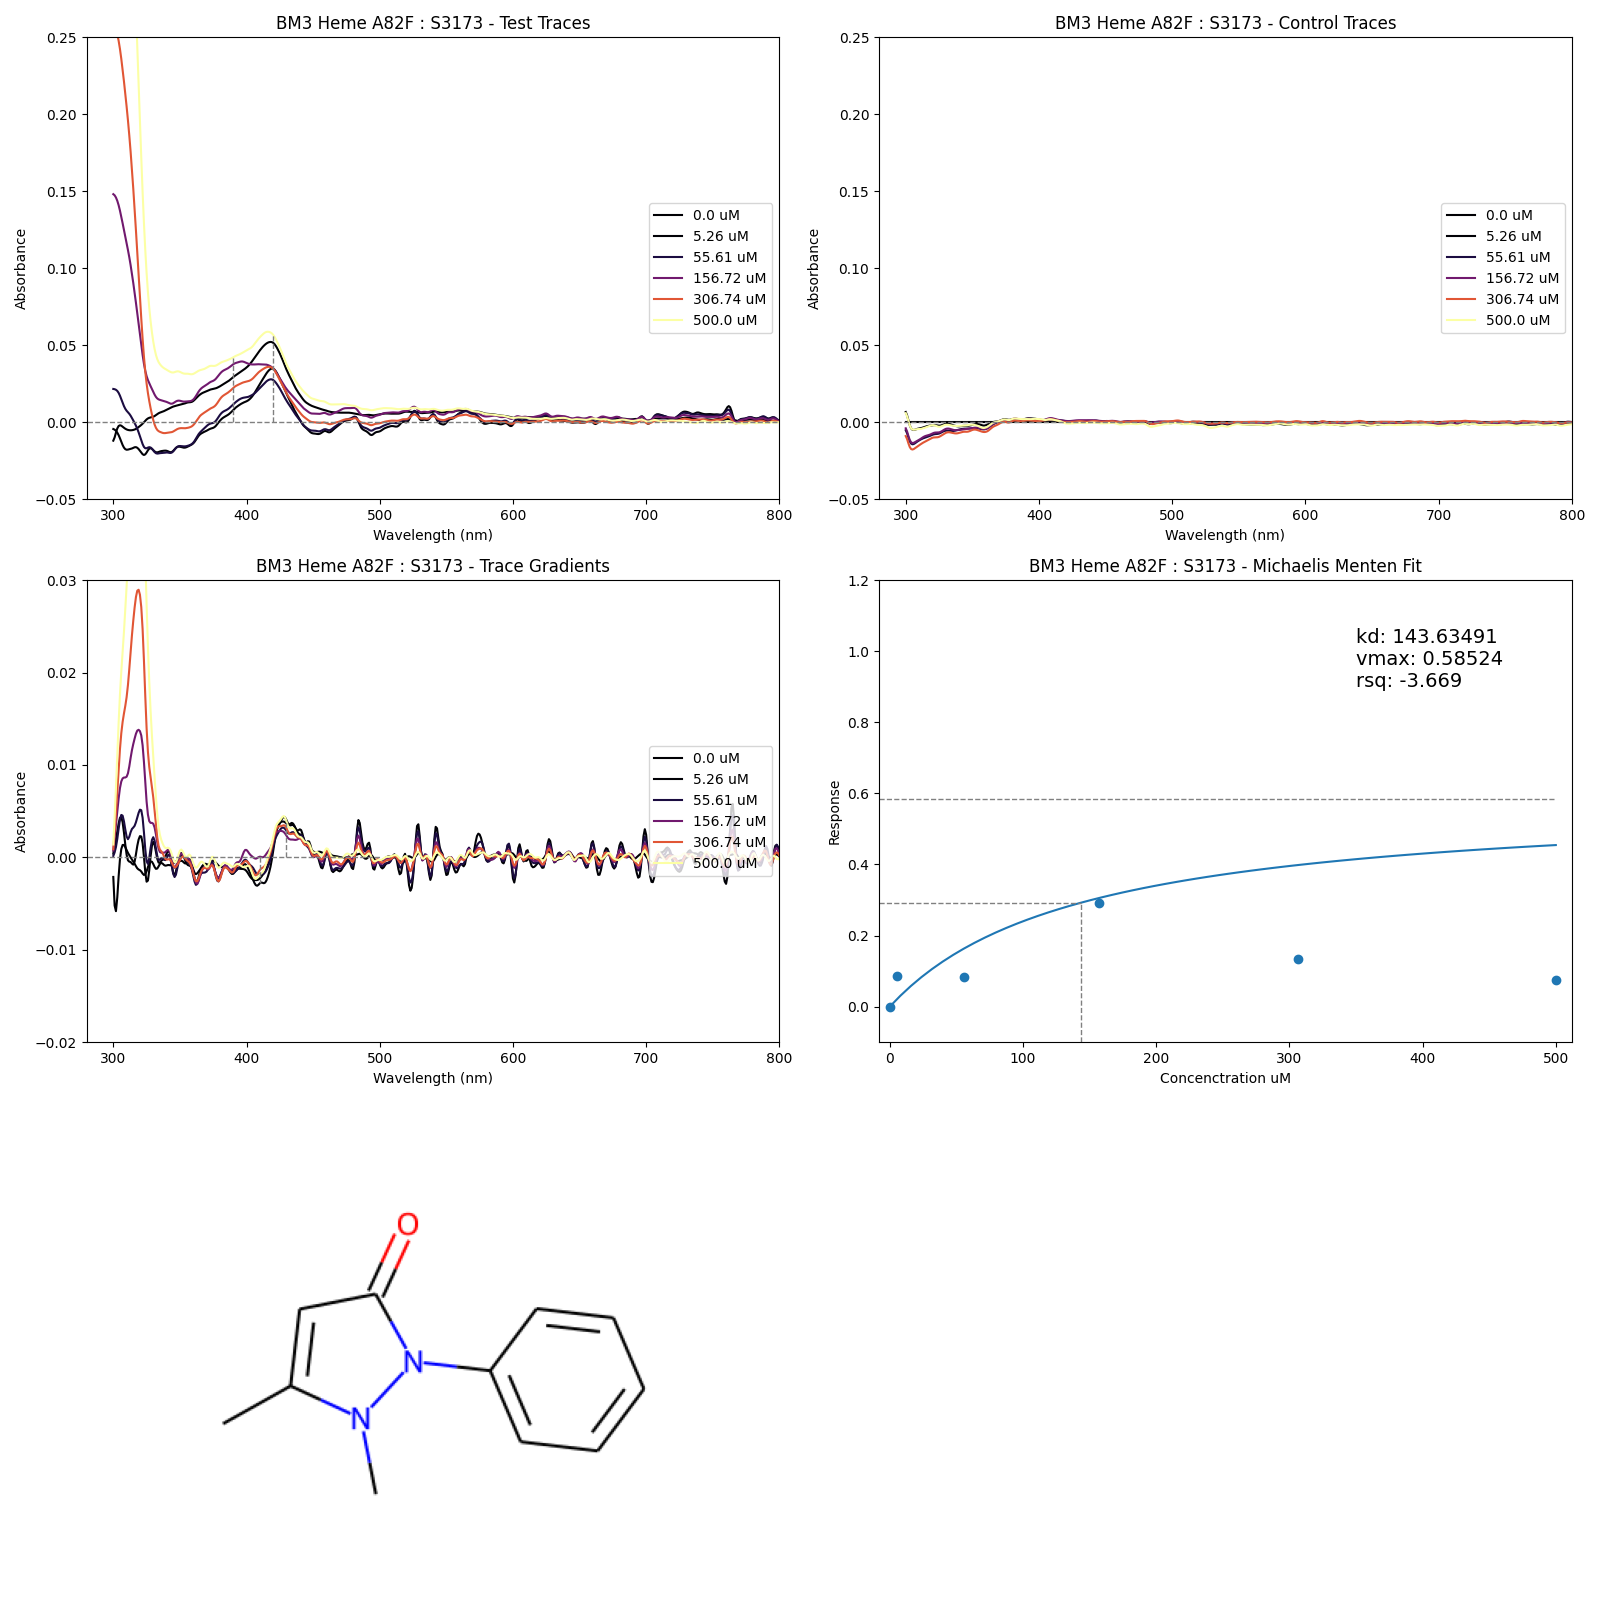 BM3 Heme A82F : S3173 - Test Traces
0.25
0.20
0.15
0.10
0.05
0.00
−0.05
Absorbance
300 400 500 600 700 800
Wavelength (nm)
0.0 uM
5.26 uM
55.61 uM
156.72 uM
306.74 uM
500.0 uM
BM3 Heme A82F : S3173 - Control Traces
0.25
0.20
0.15
0.10
0.05
0.00
−0.05
Absorbance
300 400 500 600 700 800
Wavelength (nm)
0.0 uM
5.26 uM
55.61 uM
156.72 uM
306.74 uM
500.0 uM
BM3 Heme A82F : S3173 - Trace Gradients
0.03
0.02
0.01
0.00
−0.01
−0.02
Absorbance
300 400 500 600 700 800
Wavelength (nm)
0.0 uM
5.26 uM
55.61 uM
156.72 uM
306.74 uM
500.0 uM
BM3 Heme A82F : S3173 - Michaelis Menten Fit
1.2
1.0
0.8
0.6
0.4
0.2
0.0
Response
0 100 200 300 400 500
Concenctration uM
kd: 143.63491
vmax: 0.58524
rsq: -3.669
O
N
N